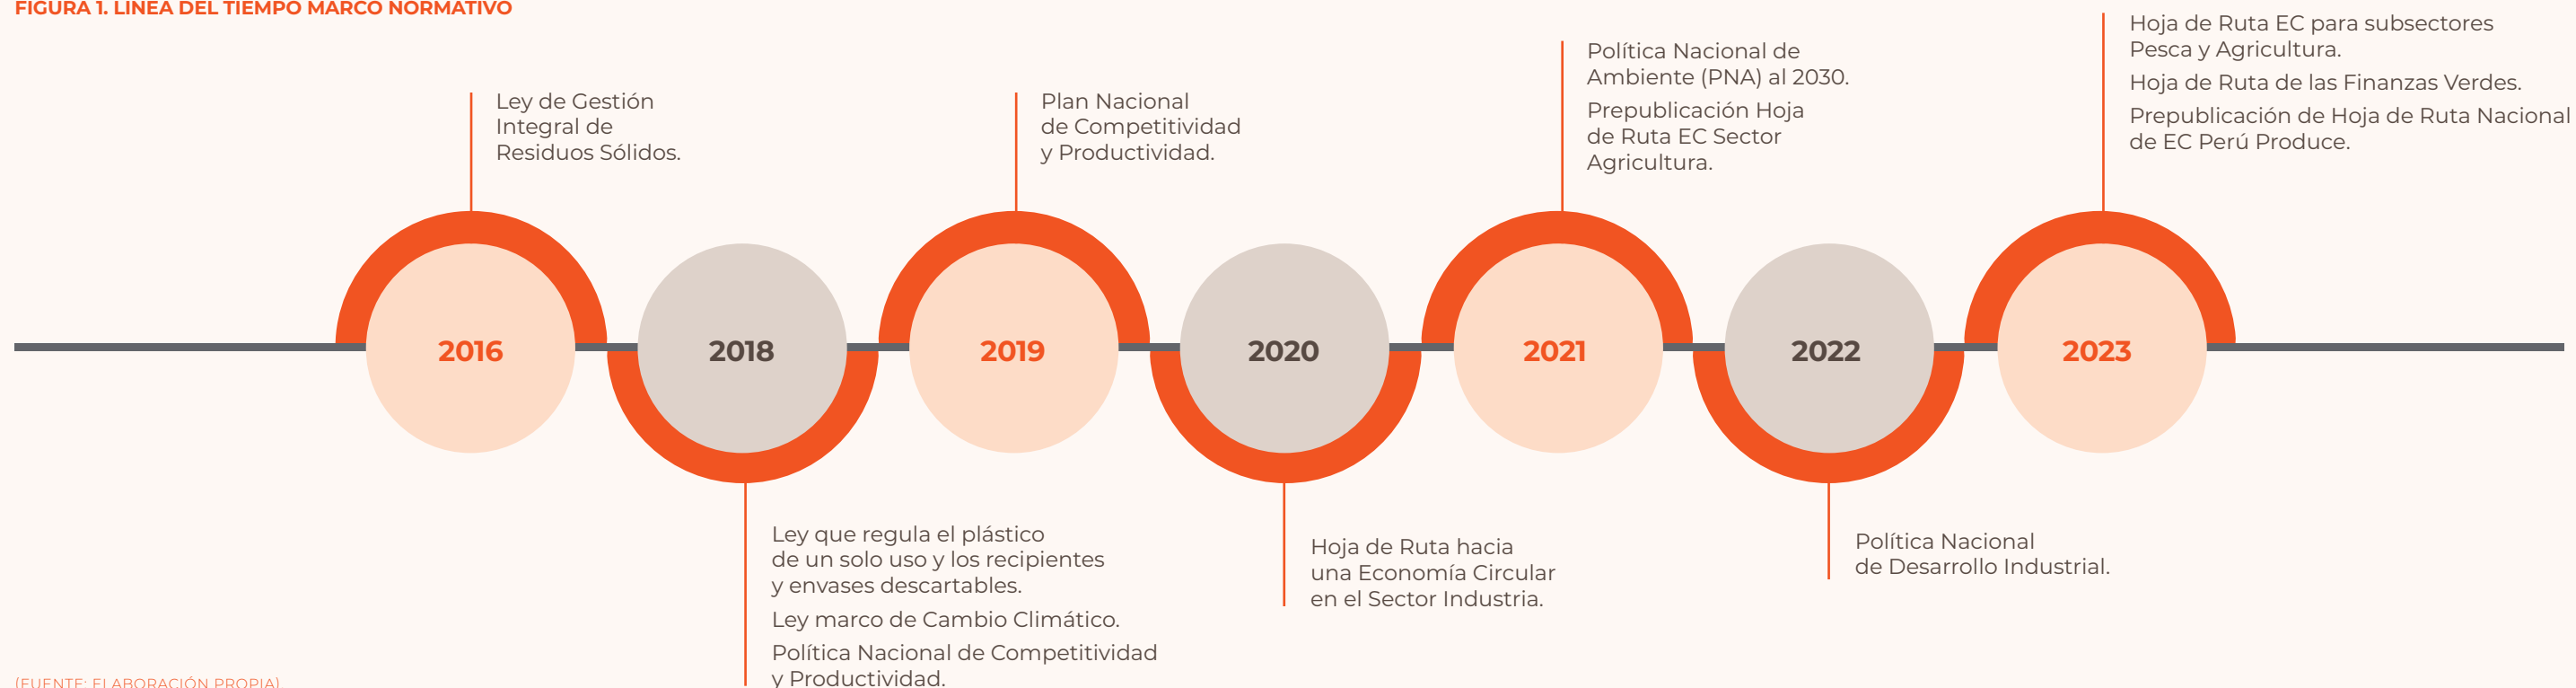 FIGURA 1. LÍNEA DEL TIEMPO MARCO NORMATIVO
Ley de Gestión
Integral de
Residuos Sólidos.
Plan Nacional
de Competitividad
y Productividad.
Política Nacional de
Ambiente (PNA) al 2030.
Prepublicación Hoja
de Ruta EC Sector
Agricultura.
Hoja de Ruta EC para subsectores
Pesca y Agricultura.
Hoja de Ruta de las Finanzas Verdes.
Prepublicación de Hoja de Ruta Nacional
de EC Perú Produce.
2016
2018
2019
2020
2021
2022
2023
Ley que regula el plástico
de un solo uso y los recipientes
y envases descartables.
Ley marco de Cambio Climático.
Política Nacional de Competitividad
y Productividad.
Hoja de Ruta hacia
una Economía Circular
en el Sector Industria.
Política Nacional
de Desarrollo Industrial.
(FUENTE: ELABORACIÓN PROPIA).